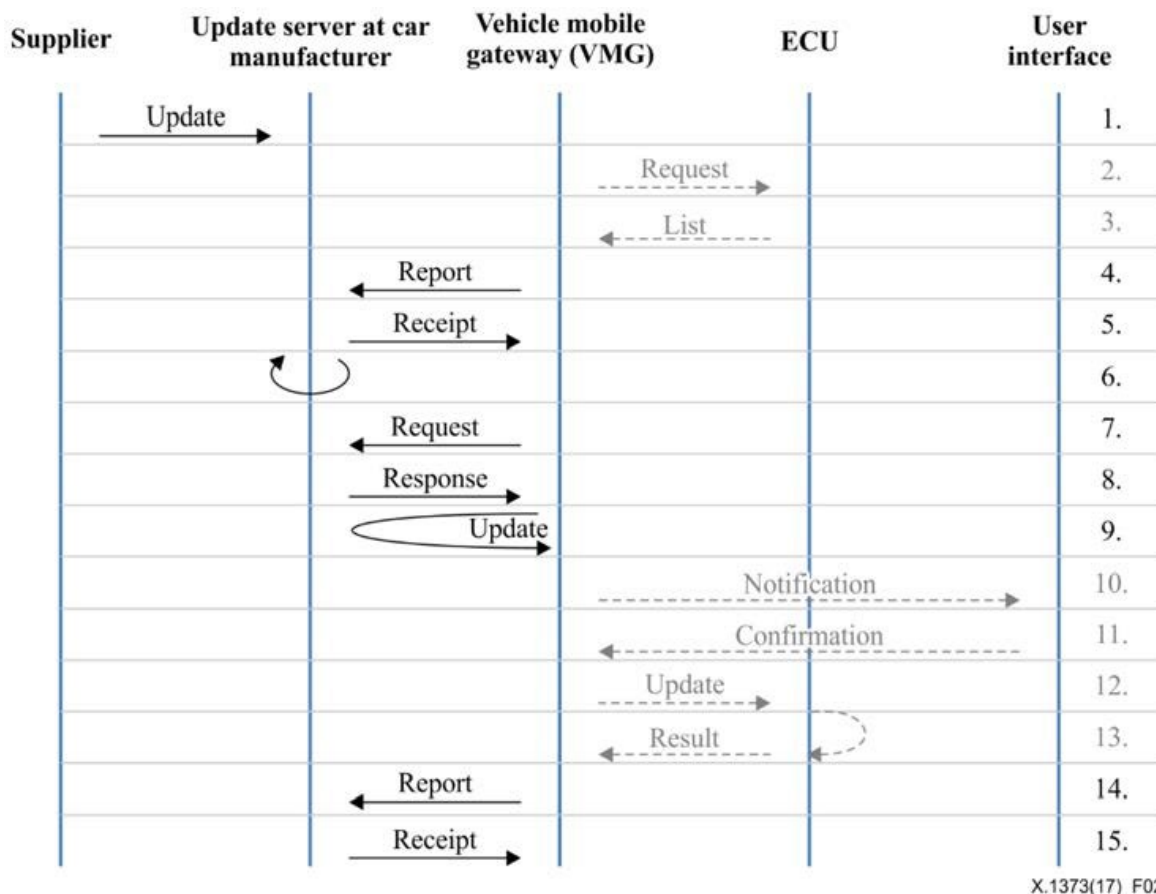 Supplier
Update server at car
manufacturer
Vehicle mobile
gateway (VMG)
ECU
User
interface
Update
1.
Request
2.
List
3.
Report
4.
Receipt
5.
6.
Request
7.
Response
8.
Update
9.
Notification
10.
Confirmation
11.
Update
12.
Result
13.
Report
14.
Receipt
15.